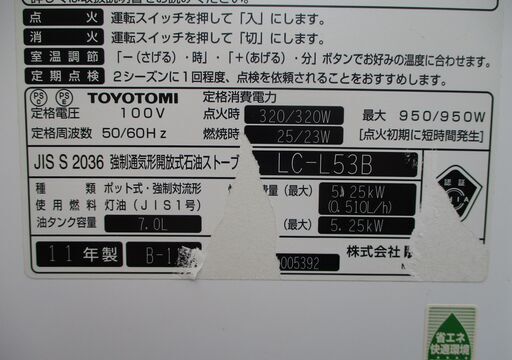 点火 運転スイッチを押して「入」にします。
消火 運転スイッチを押して「切」にします。
室温調節 「−(さげる)・時」・「+(あげる)・分」ボタンでお好みの温度に合わせます。
定期点検 2シーズンに1回程度、点検を依頼されることをおすすめします。
PS C PS E TOYOTOMI 定格消費電力
定格電圧 100V 点火時 320/320W 最大 950/950W
定格周波数 50/60Hz 燃焼時 25/23W [点火初期に短時間発生]
JIS S 2036 強制通気形開放式石油ストーブ LC-L53B
種類 ポット式・強制対流形 (最大) 5.25kW
使用燃料 灯油(JIS1号) (0.510L/h)
油タンク容量 7.0L (最大) 5.25kW
11年製 B-1 005392 株式会社
認証
JIA
省エネ
快適環境